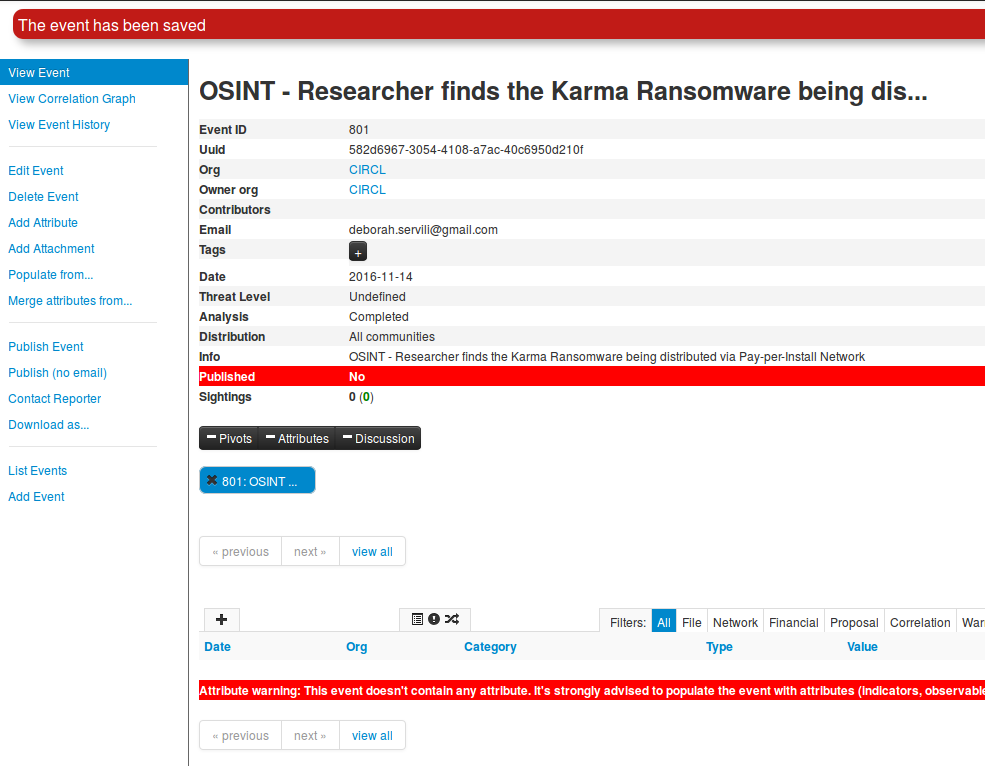 The event has been saved
View Event
View Correlation Graph
View Event History
Edit Event
Delete Event
Add Attribute
Add Attachment
Populate from...
Merge attributes from...
Publish Event
Publish (no email)
Contact Reporter
Download as...
List Events
Add Event
OSINT - Researcher finds the Karma Ransomware being dis...
Event ID 801
Uuid 582d6967-3054-4108-a7ac-40c6950d210f
Org CIRCL
Owner org CIRCL
Contributors
Email deborah.servili@gmail.com
Tags +
Date 2016-11-14
Threat Level Undefined
Analysis Completed
Distribution All communities
Info OSINT - Researcher finds the Karma Ransomware being distributed via Pay-per-Install Network
Published No
Sightings 0 (0)
Pivots Attributes Discussion
801: OSINT ...
« previous next » view all
Filters: All File Network Financial Proposal Correlation War
Date Org Category Type Value
Attribute warning: This event doesn't contain any attribute. It's strongly advised to populate the event with attributes (indicators, observable
« previous next » view all